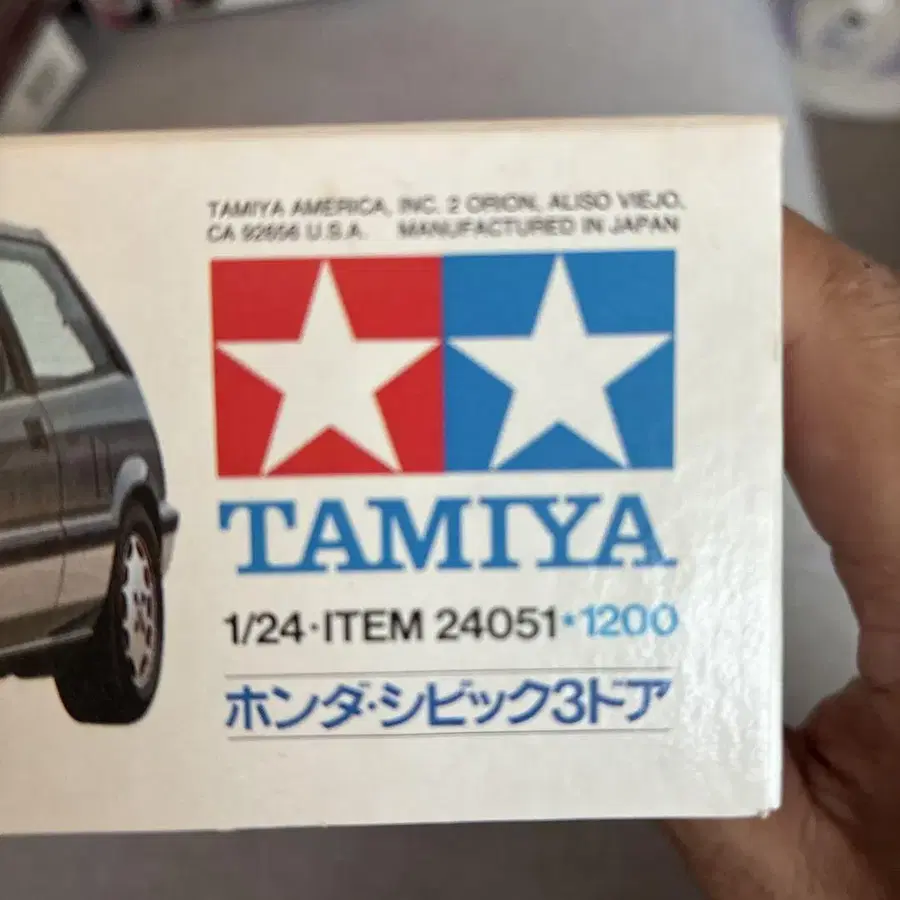 TAMIYA AMERICA, INC. 2 ORION, ALISO VIEJO,
CA 92656 U.S.A. MANUFACTURED IN JAPAN
TAMIYA
1/24·ITEM 24051*1200
ホンダ·シビック3ドア